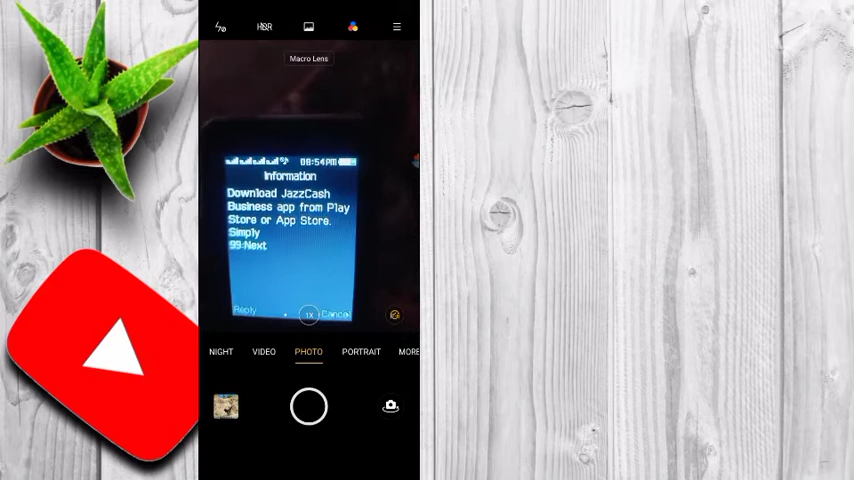 HDR
Macro Lens
08:54PM
Information
Download JazzCash
Business app from Play
Store or App Store.
Simply
99:Next
Reply
1X
Cancel
NIGHT VIDEO PHOTO PORTRAIT MORE